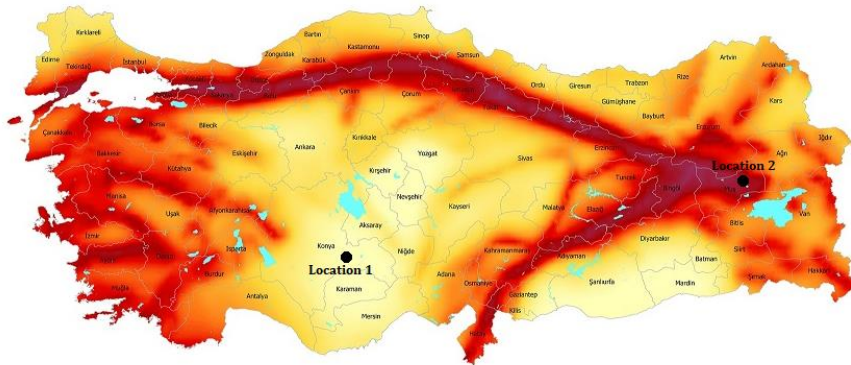 Kırklareli
Edirne
Tekirdağ
İstanbul
Zonguldak
Bartın
Kastamonu
Sinop
Karabük
Samsun
Ordu
Giresun
Trabzon
Rize
Artvin
Ardahan
Kars
Gümüşhane
Bayburt
Erzurum
Iğdır
Ağrı
Çanakkale
Bursa
Bilecik
Eskişehir
Ankara
Çankırı
Çorum
Kırıkkale
Yozgat
Sivas
Erzincan
Tunceli
Bingöl
Muş
Location 2
Balıkesir
Kütahya
Kırşehir
Nevşehir
Kayseri
Malatya
Elazığ
Bitlis
Van
Manisa
Uşak
Afyonkarahisar
Aksaray
İzmir
Isparta
Konya
Niğde
Kahramanmaraş
Adıyaman
Diyarbakır
Batman
Siirt
Şırnak
Hakkari
Location 1
Aydın
Denizli
Burdur
Muğla
Antalya
Karaman
Mersin
Adana
Osmaniye
Gaziantep
Kilis
Şanlıurfa
Mardin
Hatay